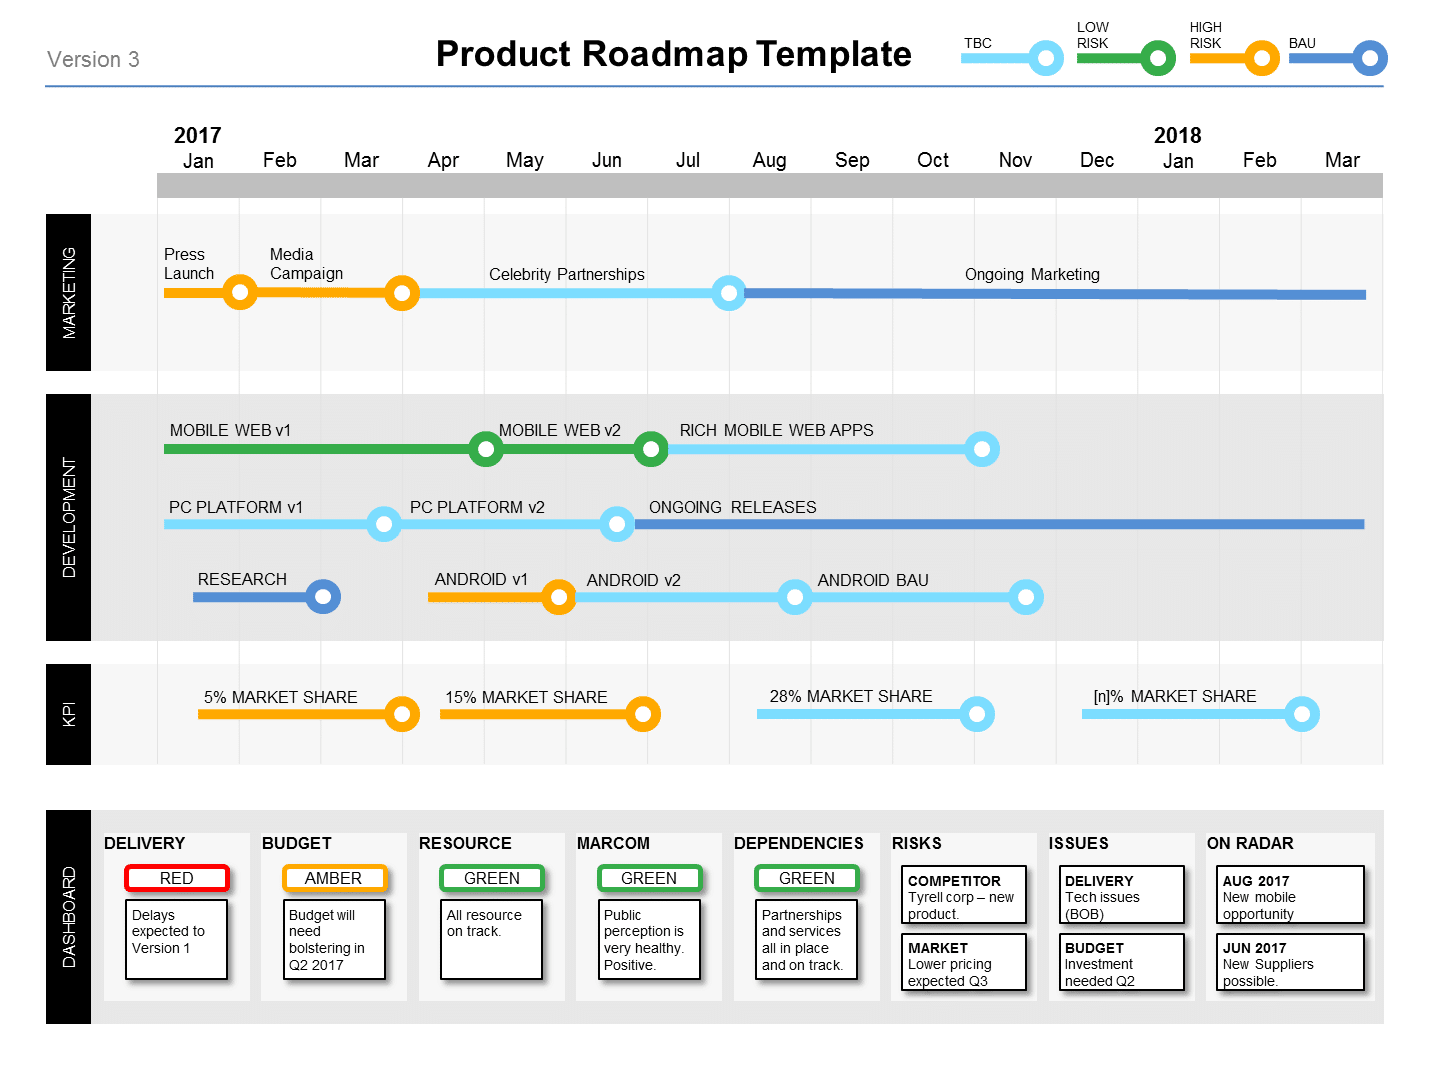 Version 3
Product Roadmap Template
TBC
LOW
RISK
HIGH
RISK
BAU
2017
Jan
Feb
Mar
Apr
May
Jun
Jul
Aug
Sep
Oct
Nov
Dec
2018
Jan
Feb
Mar
MARKETING
Press
Launch
Media
Campaign
Celebrity Partnerships
Ongoing Marketing
DEVELOPMENT
MOBILE WEB v1
MOBILE WEB v2
RICH MOBILE WEB APPS
PC PLATFORM v1
PC PLATFORM v2
ONGOING RELEASES
RESEARCH
ANDROID v1
ANDROID v2
ANDROID BAU
KPI
5% MARKET SHARE
15% MARKET SHARE
28% MARKET SHARE
[n]% MARKET SHARE
DASHBOARD
DELIVERY
RED
Delays
expected to
Version 1
BUDGET
AMBER
Budget will
need
bolstering in
Q2 2017
RESOURCE
GREEN
All resource
on track.
MARCOM
GREEN
Public
perception is
very healthy.
Positive.
DEPENDENCIES
GREEN
Partnerships
and services
all in place
and on track.
RISKS
COMPETITOR
Tyrell corp – new
product.
MARKET
Lower pricing
expected Q3
ISSUES
DELIVERY
Tech issues
(BOB)
BUDGET
Investment
needed Q2
ON RADAR
AUG 2017
New mobile
opportunity
JUN 2017
New Suppliers
possible.